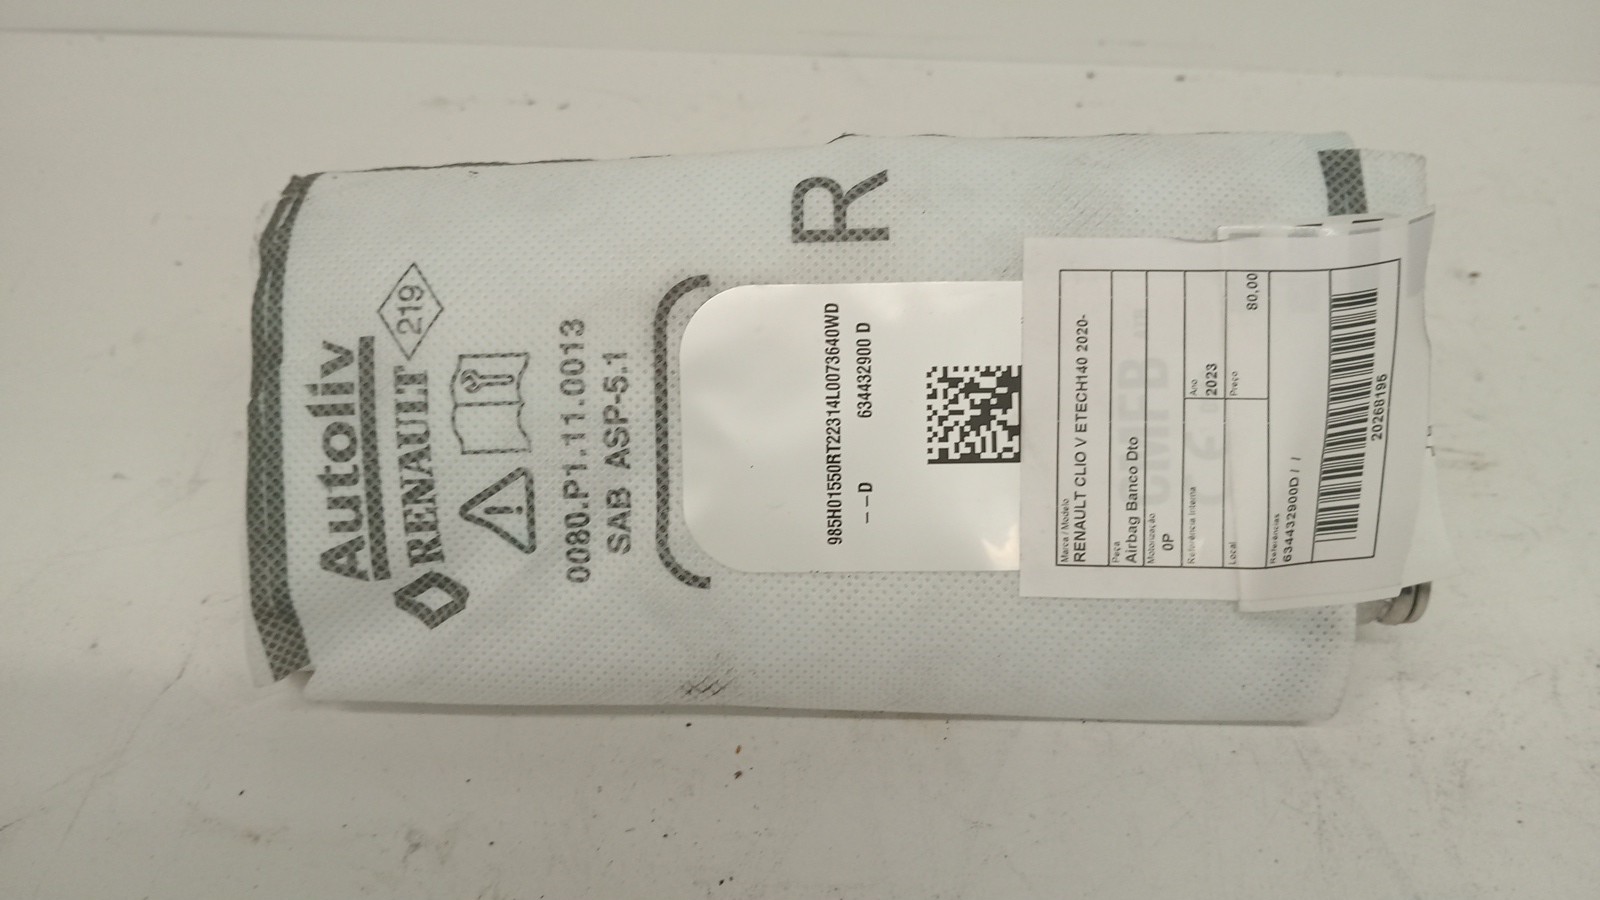 Autoliv
RENAULT 219
0080.P1.11.0013
SAB ASP-5.1
R
985H01550RT22314L0073640WD
--D 634432900 D
Marca / Modelo
RENAULT CLIO V ETECH140 2020-
Peça
Airbag Banco Dto
Motorização
0P
Referência Interna
Ano
2023
Local
Preço
80,00
Referências
634432900D / /
20268195